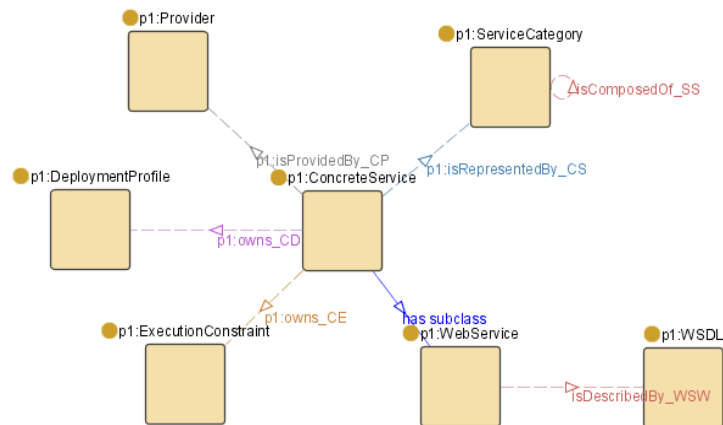 p1:Provider
p1:ServiceCategory
isComposedOf_SS
p1:isProvidedBy_CP
p1:isRepresentedBy_CS
p1:DeploymentProfile
p1:ConcreteService
p1:owns_CD
p1:owns_CE
has subclass
p1:ExecutionConstraint
p1:WebService
p1:WSDL
isDescribedBy_WSW